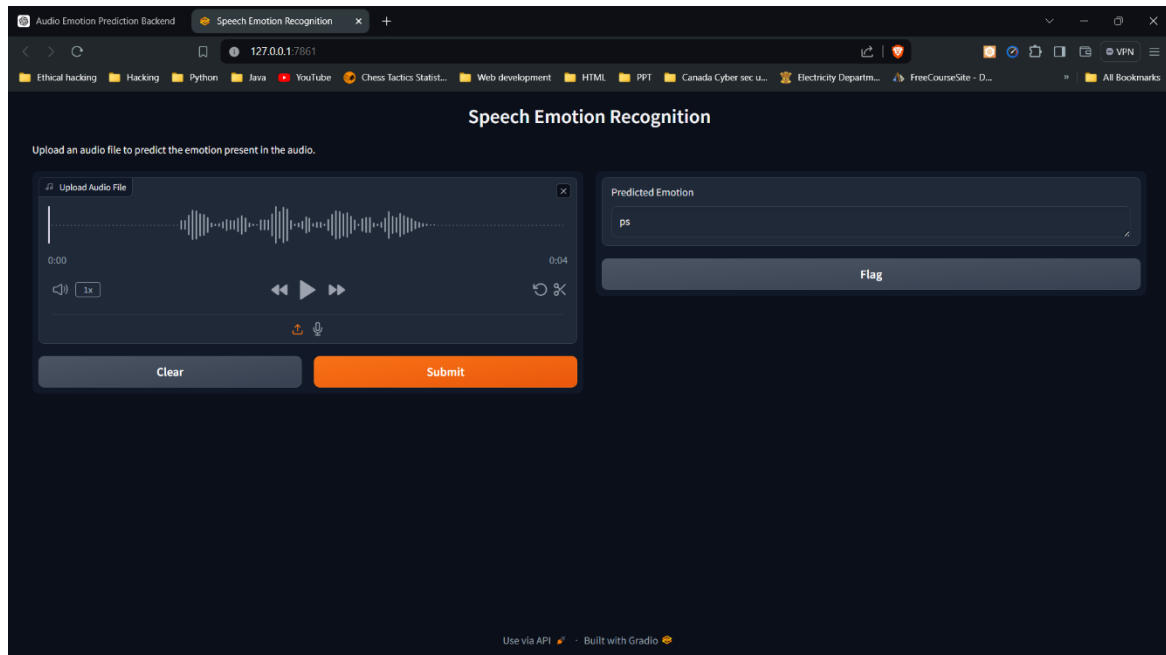 Audio Emotion Prediction Backend
Speech Emotion Recognition
127.0.0.1:7861
VPN
Ethical hacking Hacking Python Java YouTube Chess Tactics Statist... Web development HTML PPT Canada Cyber sec u... Electricity Departm... FreeCourseSite - D... » All Bookmarks
Speech Emotion Recognition
Upload an audio file to predict the emotion present in the audio.
Upload Audio File
0:00 0:04
1x
Clear Submit
Predicted Emotion
ps
Flag
Use via API · Built with Gradio